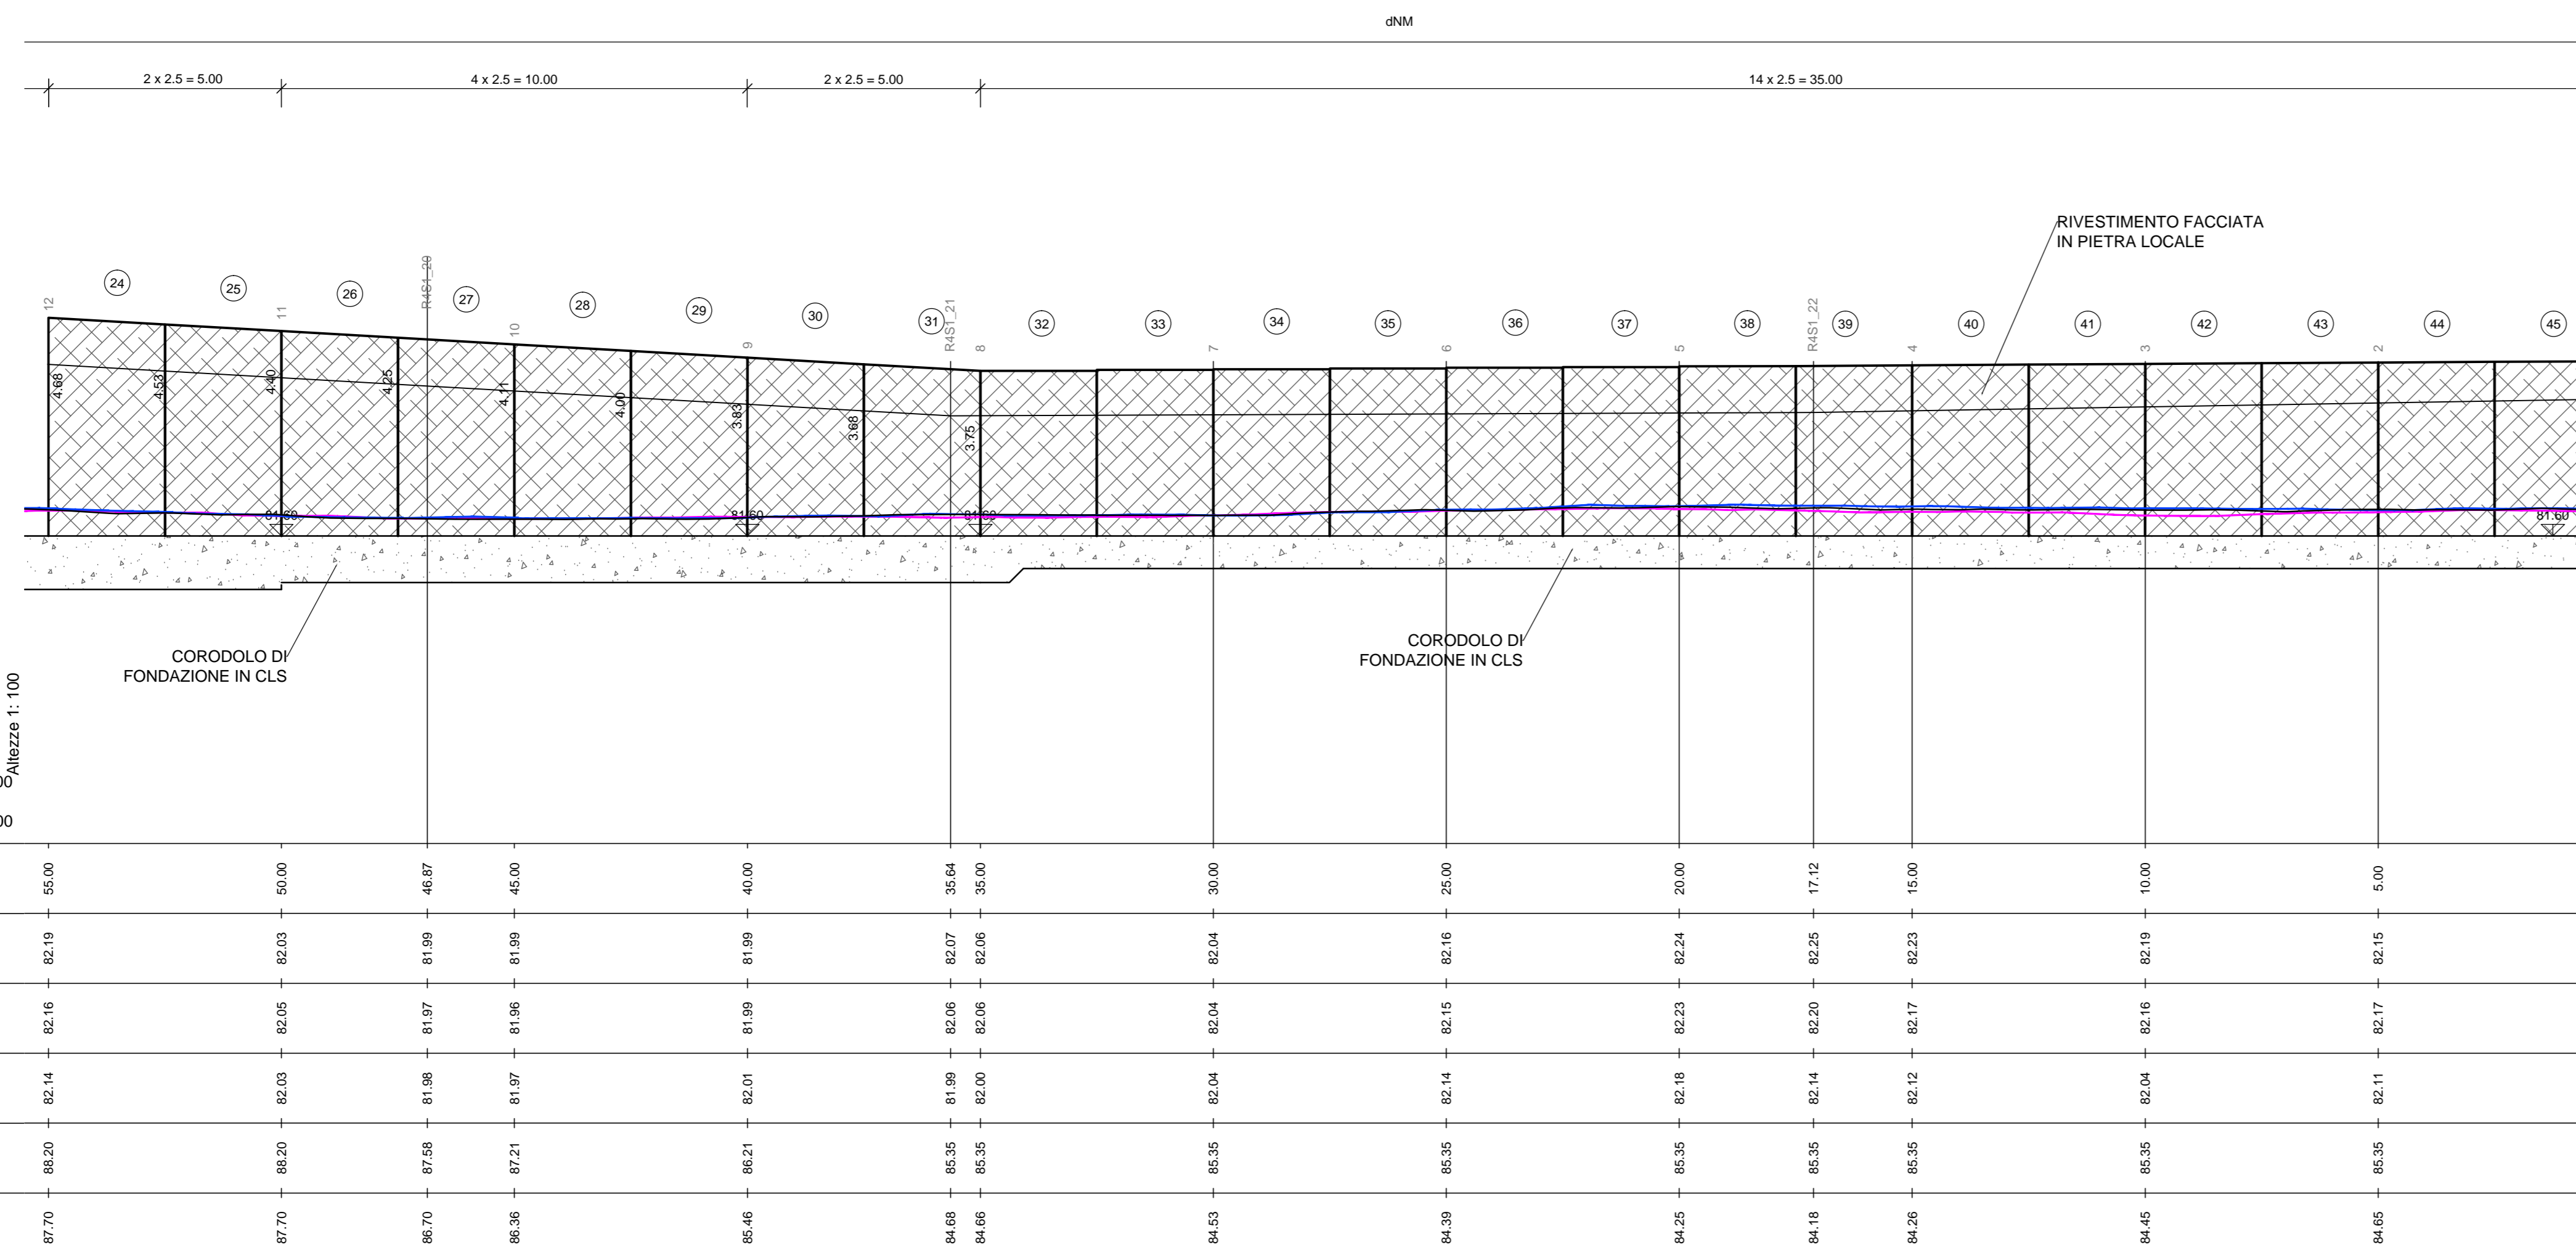 dNM
2 x 2.5 = 5.00
4 x 2.5 = 10.00
2 x 2.5 = 5.00
14 x 2.5 = 35.00
RIVESTIMENTO FACCIATA
IN PIETRA LOCALE
24
25
26
27
28
29
30
31
32
33
34
35
36
37
38
39
40
41
42
43
44
45
12
11
R4S1_20
10
9
R4S1_21
8
7
6
5
R4S1_22
4
3
2
4.68
4.53
4.40
4.25
4.11
4.00
3.83
3.68
3.75
81.60
81.60
81.60
81.60
CORODOLO DI
FONDAZIONE IN CLS
CORODOLO DI
FONDAZIONE IN CLS
Altezze 1: 100
55.00 50.00 46.87 45.00 40.00 35.64 35.00 30.00 25.00 20.00 17.12 15.00 10.00 5.00
82.19 82.03 81.99 81.99 81.99 82.07 82.06 82.04 82.16 82.24 82.25 82.23 82.19 82.15
82.16 82.05 81.97 81.96 81.99 82.06 82.06 82.04 82.15 82.23 82.20 82.17 82.16 82.17
82.14 82.03 81.98 81.97 82.01 81.99 82.00 82.04 82.14 82.18 82.14 82.12 82.04 82.11
88.20 88.20 87.58 87.21 86.21 85.35 85.35 85.35 85.35 85.35 85.35 85.35 85.35 85.35
87.70 87.70 86.70 86.36 85.46 84.68 84.66 84.53 84.39 84.25 84.18 84.26 84.45 84.65